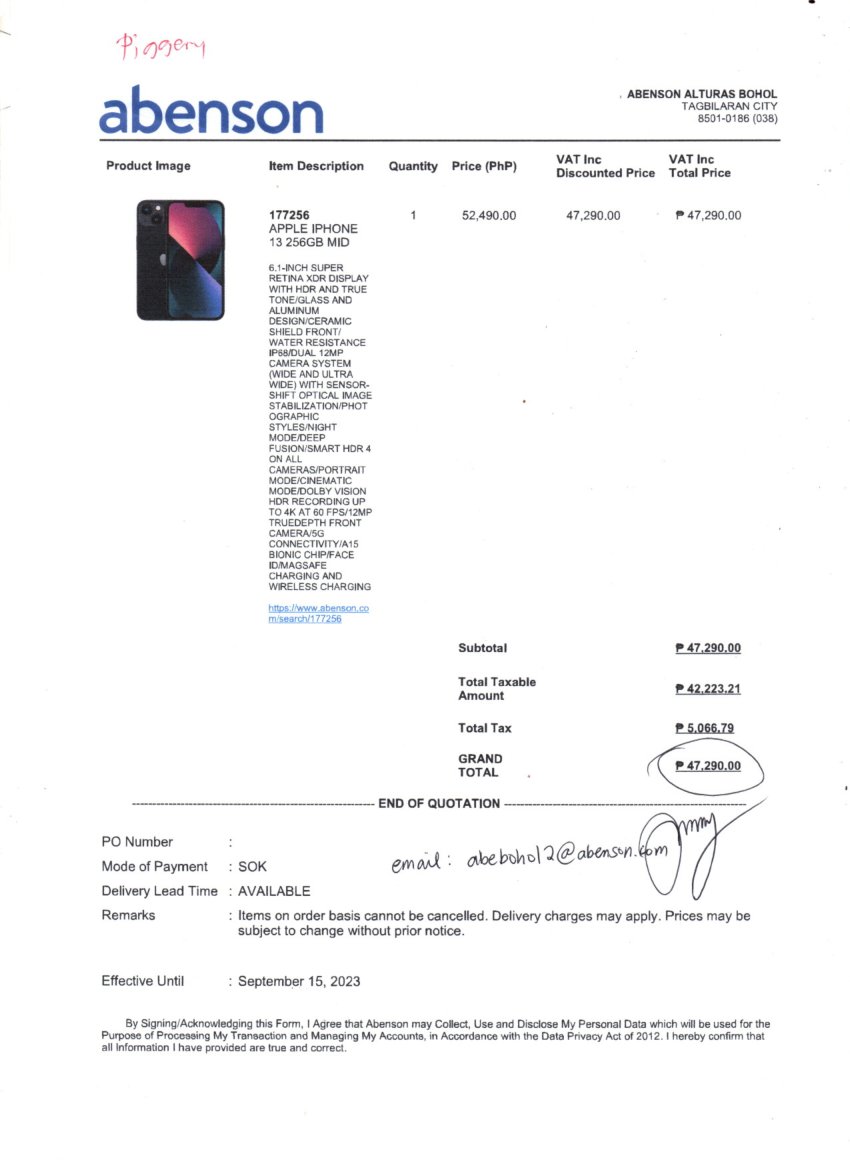 Piggery
abenson
ABENSON ALTURAS BOHOL
TAGBILARAN CITY
8501-0186 (038)
Product Image Item Description Quantity Price (PhP) VAT Inc Discounted Price VAT Inc Total Price
177256 1 52,490.00 47,290.00 ₱ 47,290.00
APPLE IPHONE
13 256GB MID
6.1-INCH SUPER
RETINA XDR DISPLAY
WITH HDR AND TRUE
TONE/GLASS AND
ALUMINUM
DESIGN/CERAMIC
SHIELD FRONT/
WATER RESISTANCE
IP68/DUAL 12MP
CAMERA SYSTEM
(WIDE AND ULTRA
WIDE) WITH SENSOR-
SHIFT OPTICAL IMAGE
STABILIZATION/PHOT
OGRAPHIC
STYLES/NIGHT
MODE/DEEP
FUSION/SMART HDR 4
ON ALL
CAMERAS/PORTRAIT
MODE/CINEMATIC
MODE/DOLBY VISION
HDR RECORDING UP
TO 4K AT 60 FPS/12MP
TRUEDEPTH FRONT
CAMERA/5G
CONNECTIVITY/A15
BIONIC CHIP/FACE
ID/MAGSAFE
CHARGING AND
WIRELESS CHARGING
https://www.abenson.co
m/search/177256
Subtotal ₱ 47,290.00
Total Taxable
Amount ₱ 42,223.21
Total Tax ₱ 5,066.79
GRAND
TOTAL ₱ 47,290.00
END OF QUOTATION
PO Number :
email : abebohol2@abenson.com
Mode of Payment : SOK
Delivery Lead Time : AVAILABLE
Remarks : Items on order basis cannot be cancelled. Delivery charges may apply. Prices may be
subject to change without prior notice.
Effective Until : September 15, 2023
By Signing/Acknowledging this Form, I Agree that Abenson may Collect, Use and Disclose My Personal Data which will be used for the
Purpose of Processing My Transaction and Managing My Accounts, in Accordance with the Data Privacy Act of 2012. I hereby confirm that
all Information I have provided are true and correct.